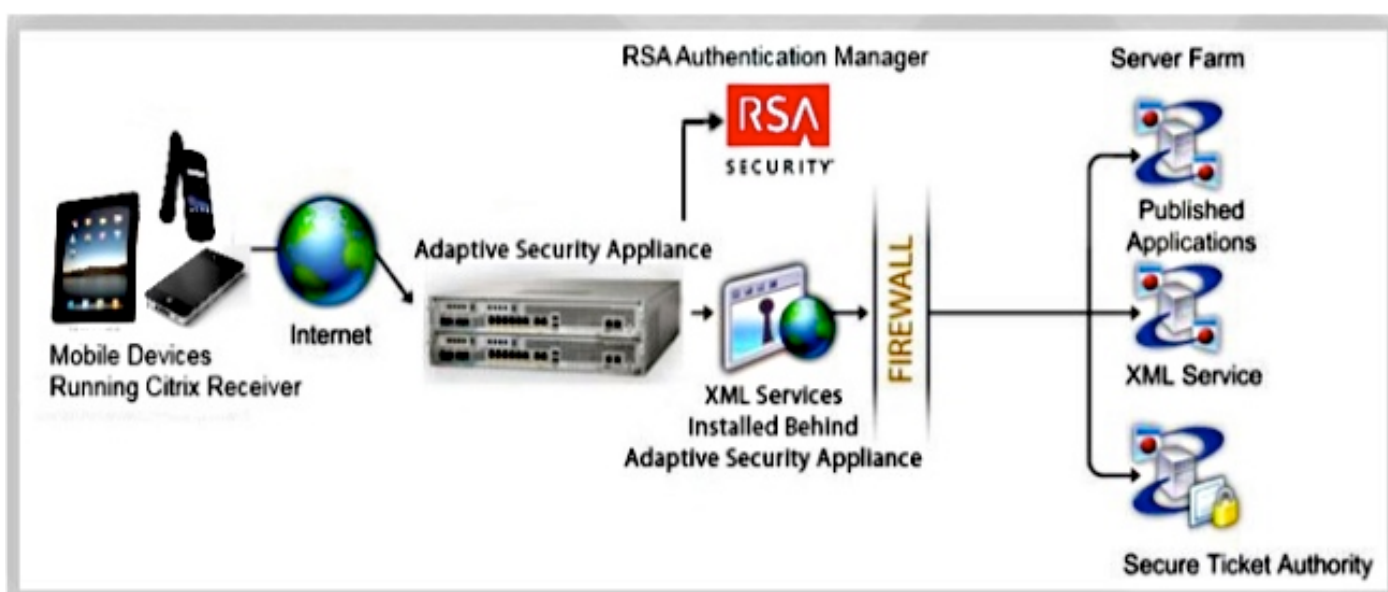 RSA Authentication Manager
Server Farm
RSA
SECURITY
Adaptive Security Appliance
Internet
Mobile Devices
Running Citrix Receiver
XML Services
Installed Behind
Adaptive Security Appliance
FIREWALL
Published
Applications
XML Service
Secure Ticket Authority